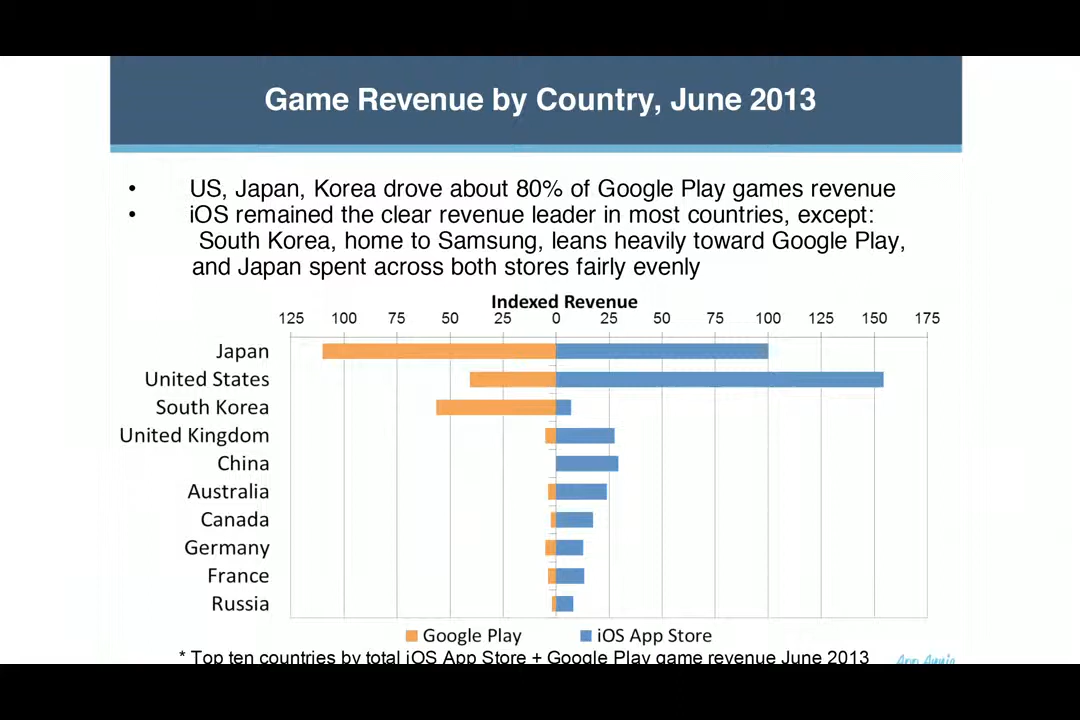 Game Revenue by Country, June 2013
• US, Japan, Korea drove about 80% of Google Play games revenue
• iOS remained the clear revenue leader in most countries, except:
South Korea, home to Samsung, leans heavily toward Google Play,
and Japan spent across both stores fairly evenly
Indexed Revenue
125 100 75 50 25 0 25 50 75 100 125 150 175
Japan
United States
South Korea
United Kingdom
China
Australia
Canada
Germany
France
Russia
Google Play iOS App Store
* Top ten countries by total iOS App Store + Google Play game revenue June 2013
App Annie